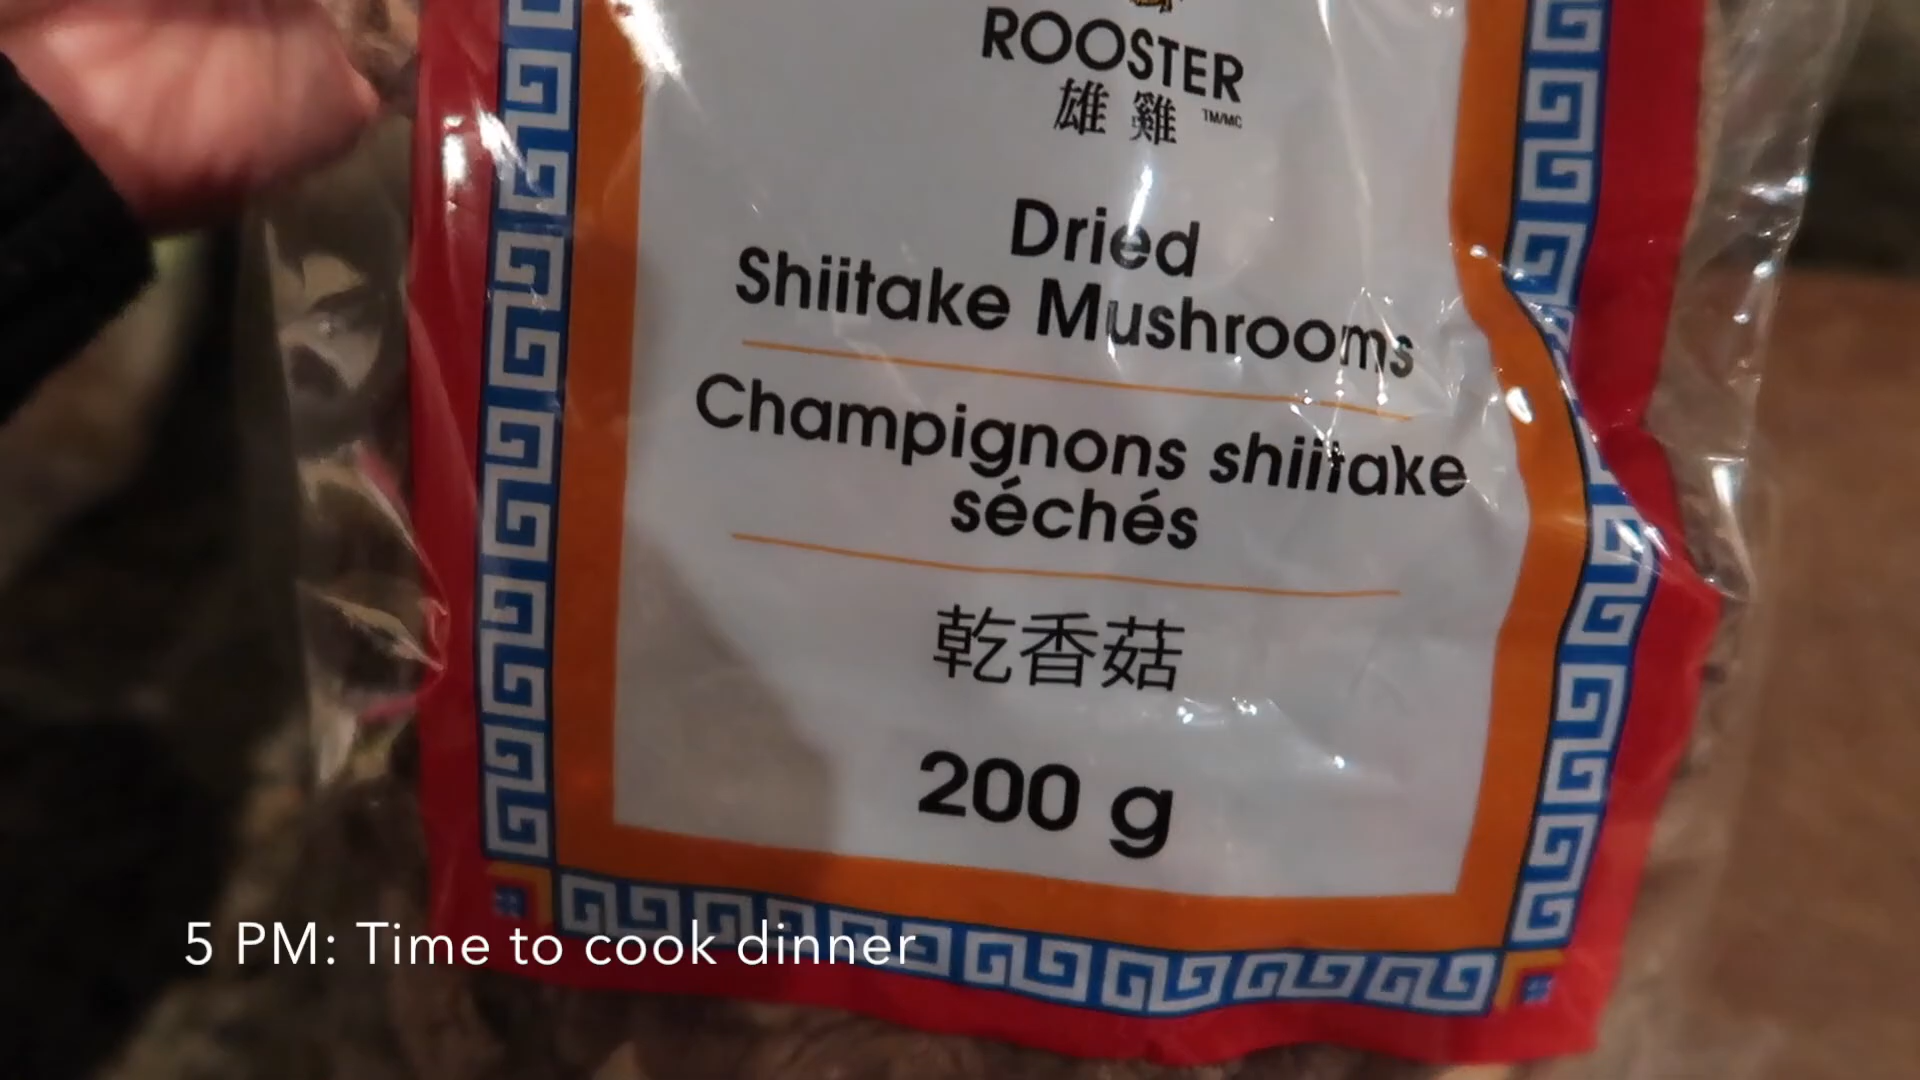 ROOSTER
雄雞 TM/MC
Dried
Shiitake Mushrooms
Champignons shiitake
séchés
乾香菇
200 g
5 PM: Time to cook dinner